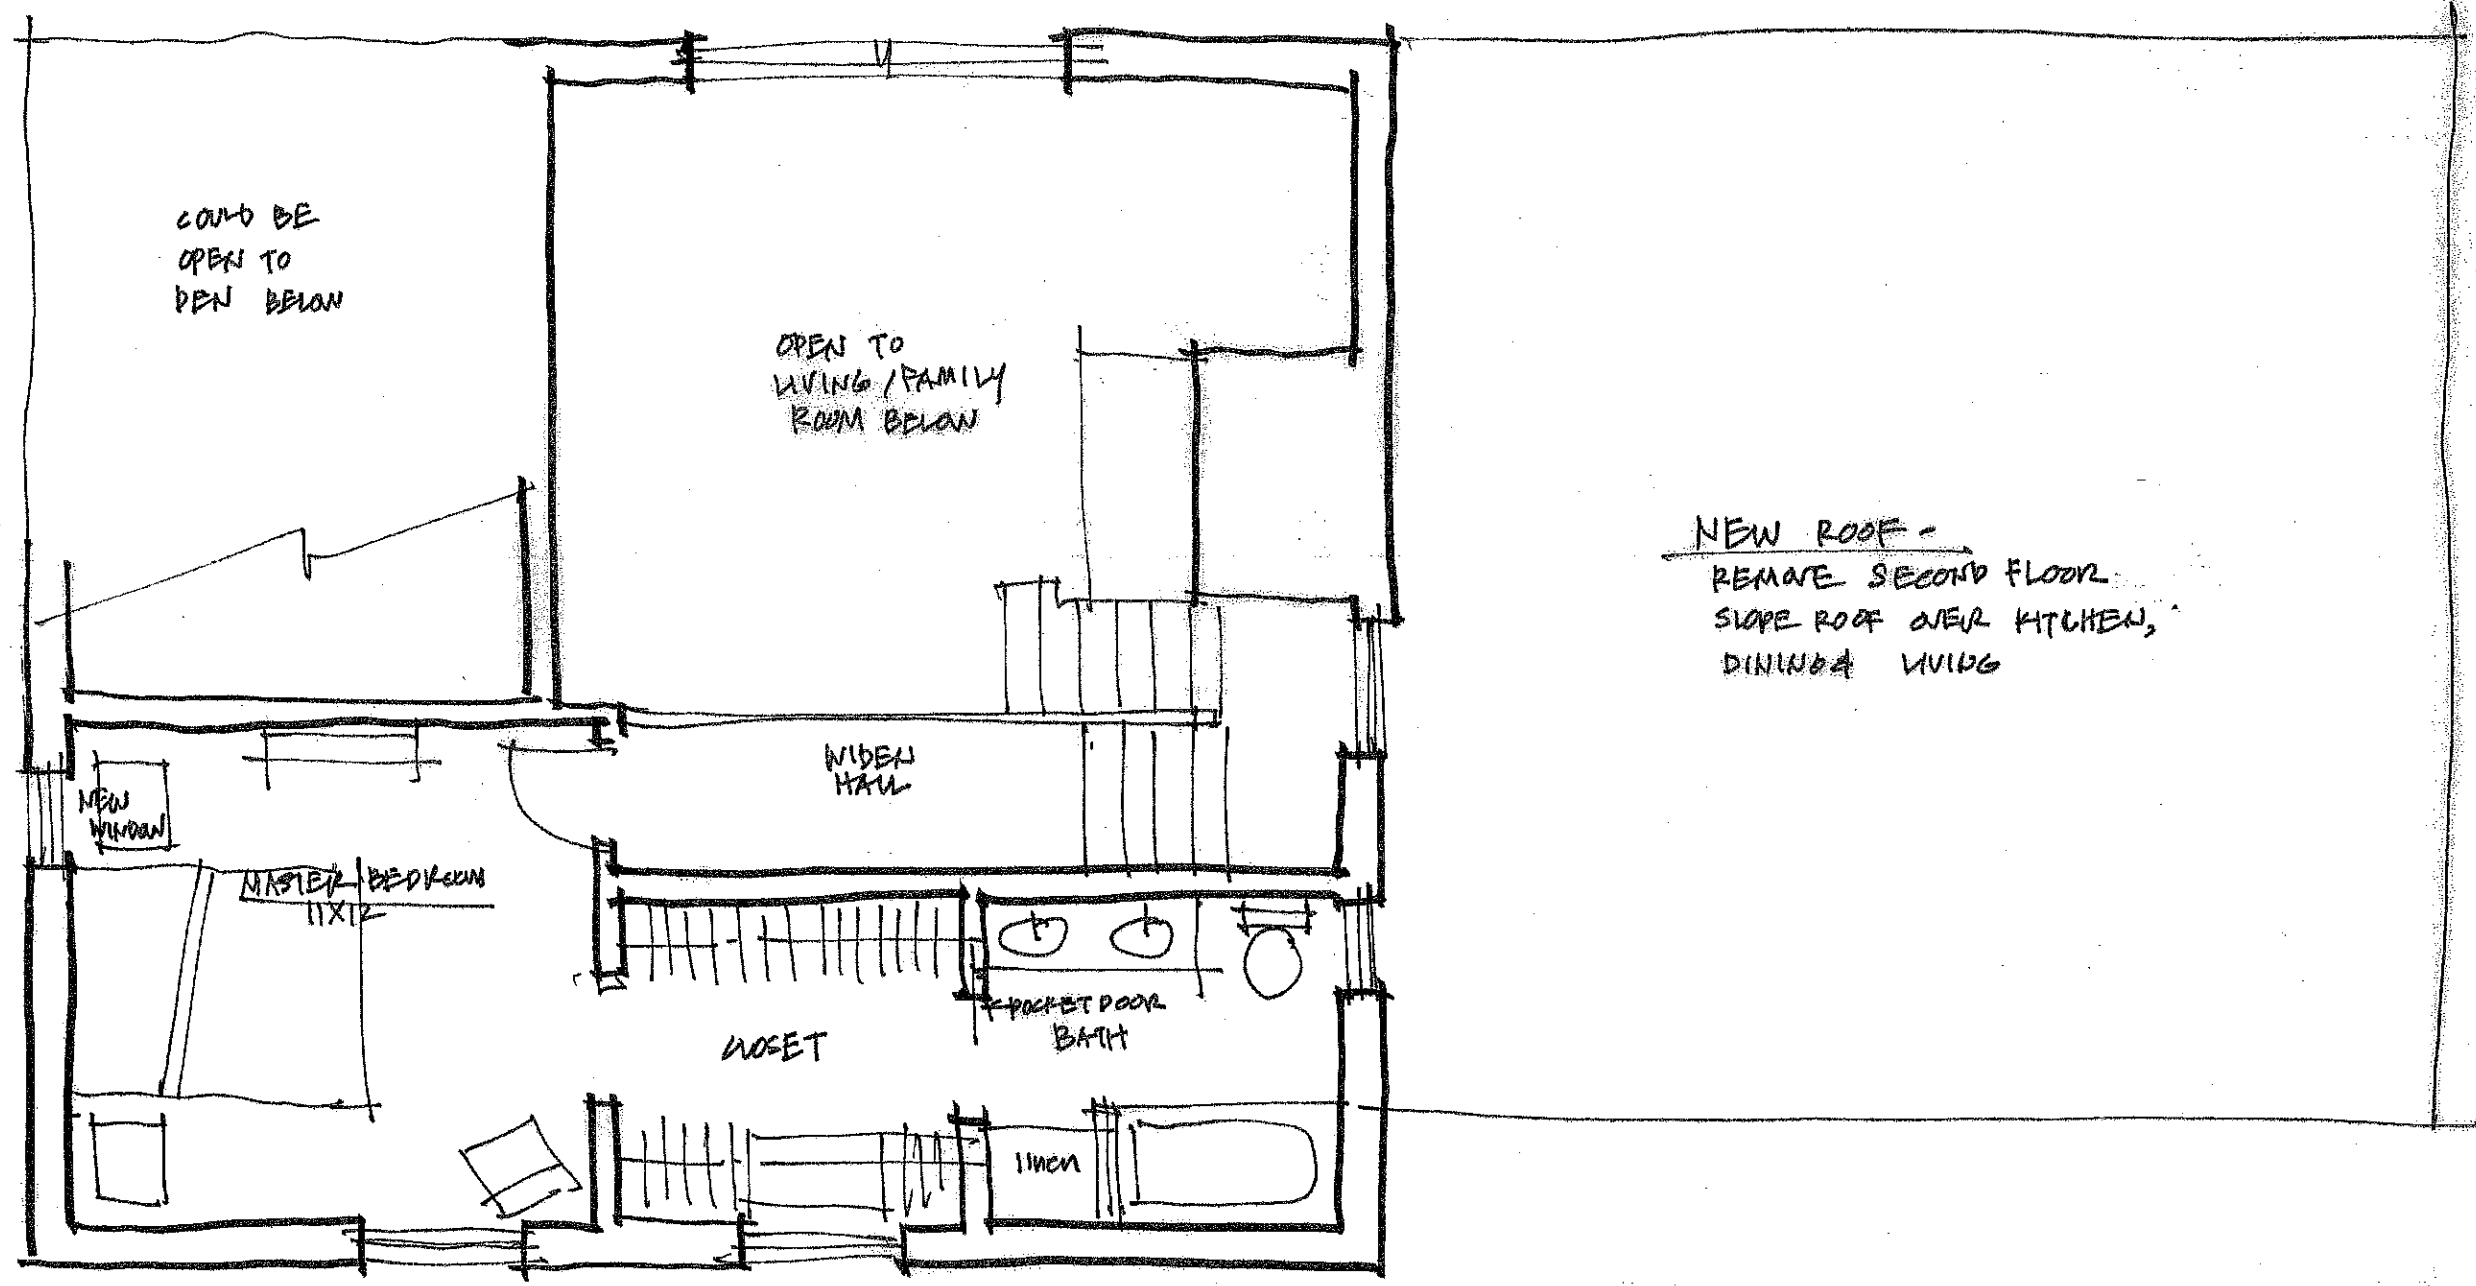 COULD BE
OPEN TO
DEN BELOW
OPEN TO
LIVING / FAMILY
ROOM BELOW
NEW ROOF -
REMOVE SECOND FLOOR
SLOPE ROOF OVER KITCHEN,
DINING & LIVING
WIDEN
HALL
NEW
WINDOW
MASTER BEDROOM
11X12
POCKET DOOR
BATH
CLOSET
linen